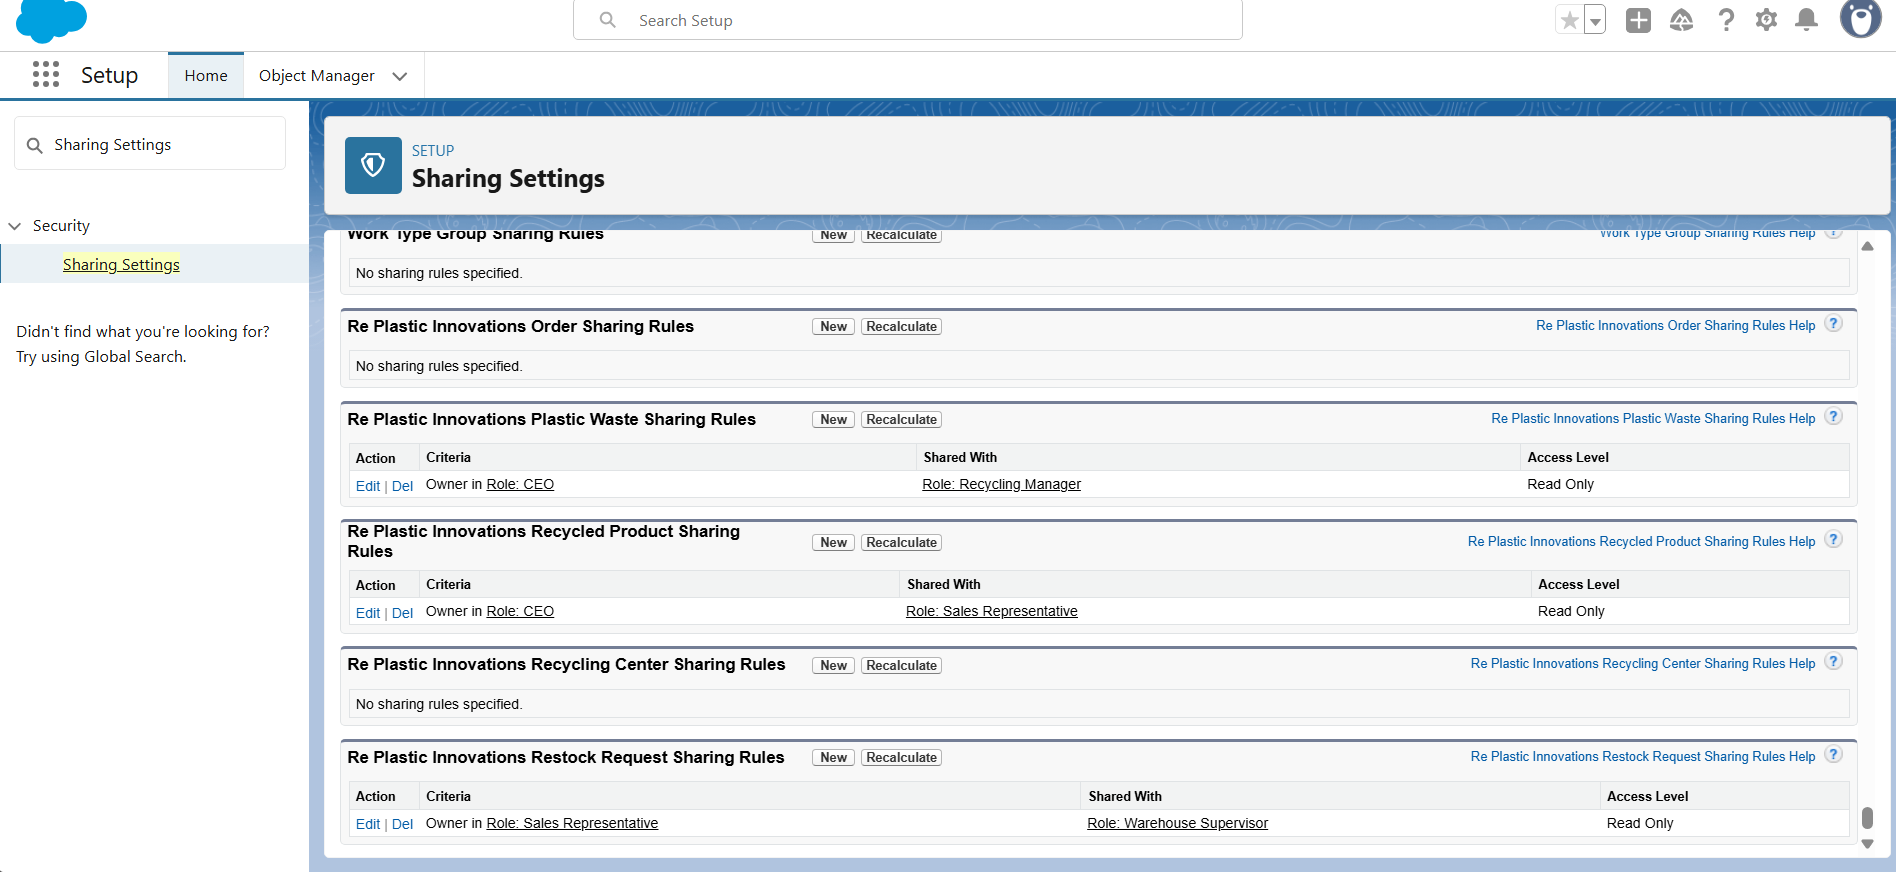 Search Setup
Setup
Home
Object Manager
Sharing Settings
Security
Sharing Settings
Didn't find what you're looking for?
Try using Global Search.
SETUP
Sharing Settings
Work Type Group Sharing Rules New Recalculate Work Type Group Sharing Rules Help ?
No sharing rules specified.
Re Plastic Innovations Order Sharing Rules New Recalculate Re Plastic Innovations Order Sharing Rules Help ?
No sharing rules specified.
Re Plastic Innovations Plastic Waste Sharing Rules New Recalculate Re Plastic Innovations Plastic Waste Sharing Rules Help ?
Action Criteria Shared With Access Level
Edit | Del Owner in Role: CEO Role: Recycling Manager Read Only
Re Plastic Innovations Recycled Product Sharing
Rules New Recalculate Re Plastic Innovations Recycled Product Sharing Rules Help ?
Action Criteria Shared With Access Level
Edit | Del Owner in Role: CEO Role: Sales Representative Read Only
Re Plastic Innovations Recycling Center Sharing Rules New Recalculate Re Plastic Innovations Recycling Center Sharing Rules Help ?
No sharing rules specified.
Re Plastic Innovations Restock Request Sharing Rules New Recalculate Re Plastic Innovations Restock Request Sharing Rules Help ?
Action Criteria Shared With Access Level
Edit | Del Owner in Role: Sales Representative Role: Warehouse Supervisor Read Only